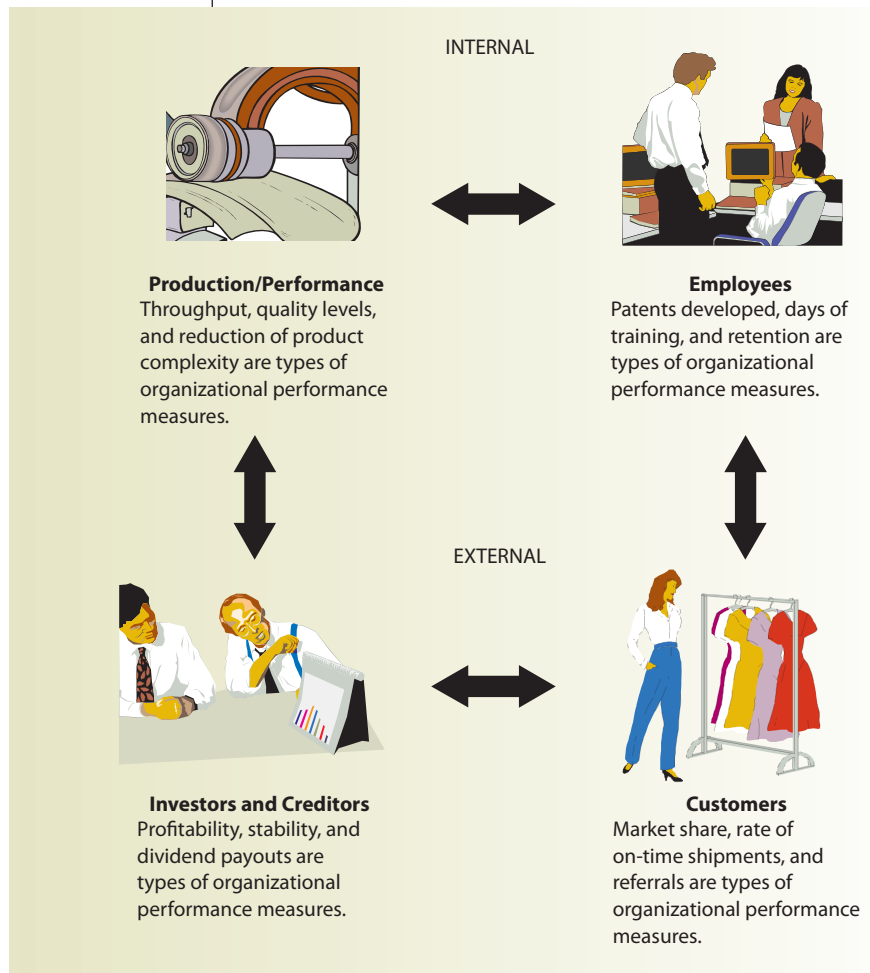 INTERNAL
Production/Performance
Throughput, quality levels,
and reduction of product
complexity are types of
organizational performance
measures.
Employees
Patents developed, days of
training, and retention are
types of organizational
performance measures.
EXTERNAL
Investors and Creditors
Profitability, stability, and
dividend payouts are
types of organizational
performance measures.
Customers
Market share, rate of
on-time shipments, and
referrals are types of
organizational performance
measures.